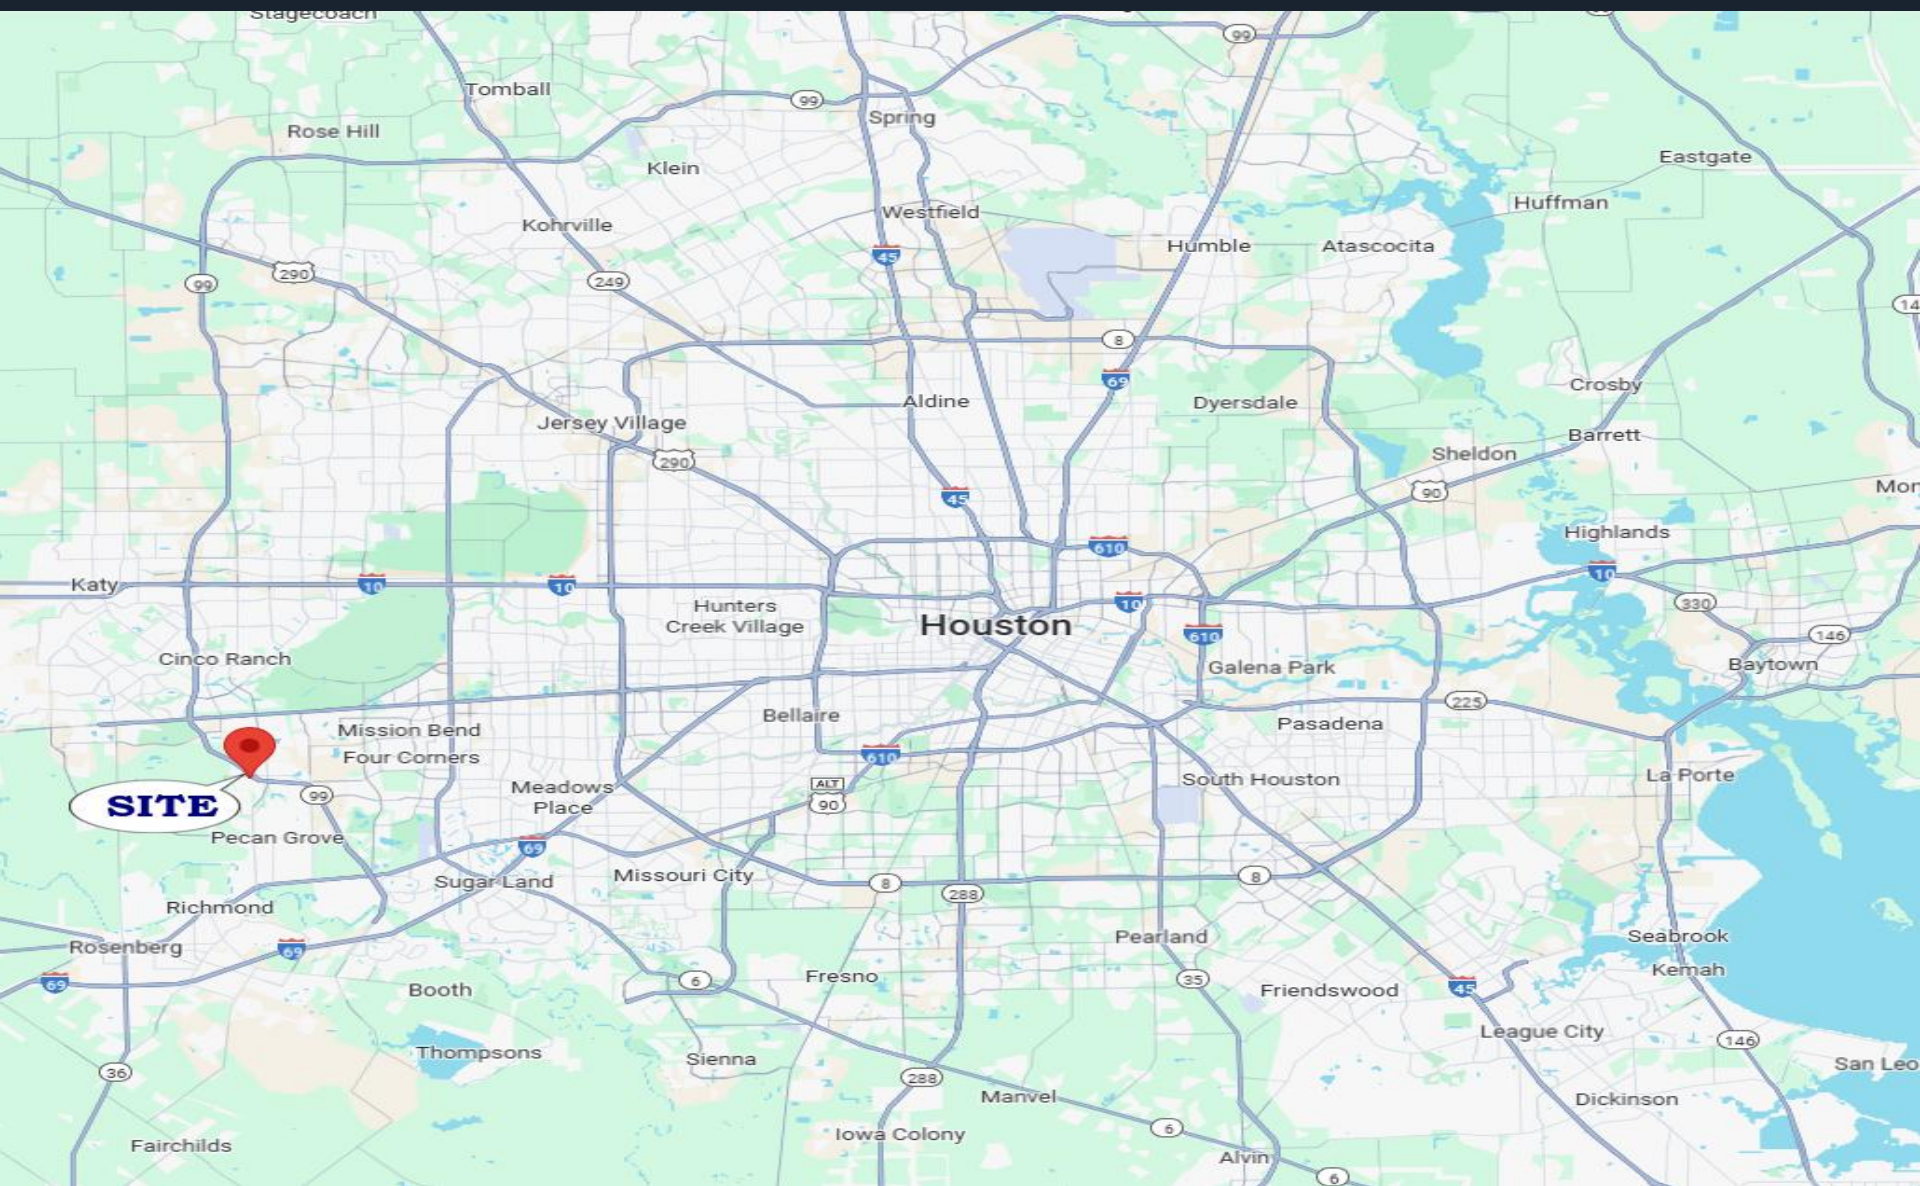 Stagecoach
99
Tomball
99
Spring
Rose Hill
Eastgate
Klein
Huffman
Westfield
Kohrville
Humble
Atascocita
45
290
249
99
14
8
69
Crosby
Aldine
Dyersdale
Jersey Village
Barrett
Sheldon
290
Mon
90
45
Highlands
610
10
Katy
10
10
Hunters
Creek Village
10
330
Houston
610
146
Cinco Ranch
Galena Park
Baytown
225
Bellaire
Pasadena
Mission Bend
Four Corners
610
South Houston
La Porte
Meadows
Place
ALT
90
99
SITE
Pecan Grove
69
Sugar Land
Missouri City
8
288
8
Richmond
Rosenberg
69
Pearland
Seabrook
Kemah
69
6
Fresno
35
Friendswood
45
Booth
League City
146
Thompsons
Sienna
San Leo
36
288
Manvel
Dickinson
6
Iowa Colony
Fairchilds
Alvin
6